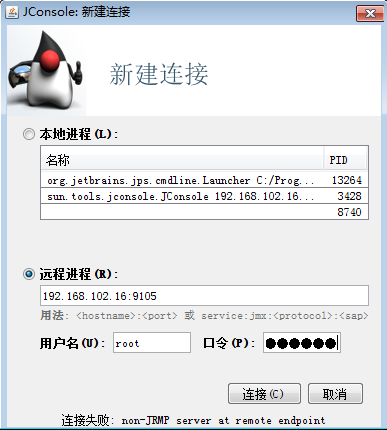 JConsole: 新建连接
新建连接
本地进程(L):
名称 PID
org.jetbrains.jps.cmdline.Launcher C:/Prog... 13264
sun.tools.jconsole.JConsole 192.168.102.16... 3428
8740
远程进程(R):
192.168.102.16:9105
用法: <hostname>:<port> 或 service:jmx:<protocol>:<sap>
用户名(U): root 口令(P): ●●●●●●
连接(C) 取消
连接失败: non-JRMP server at remote endpoint